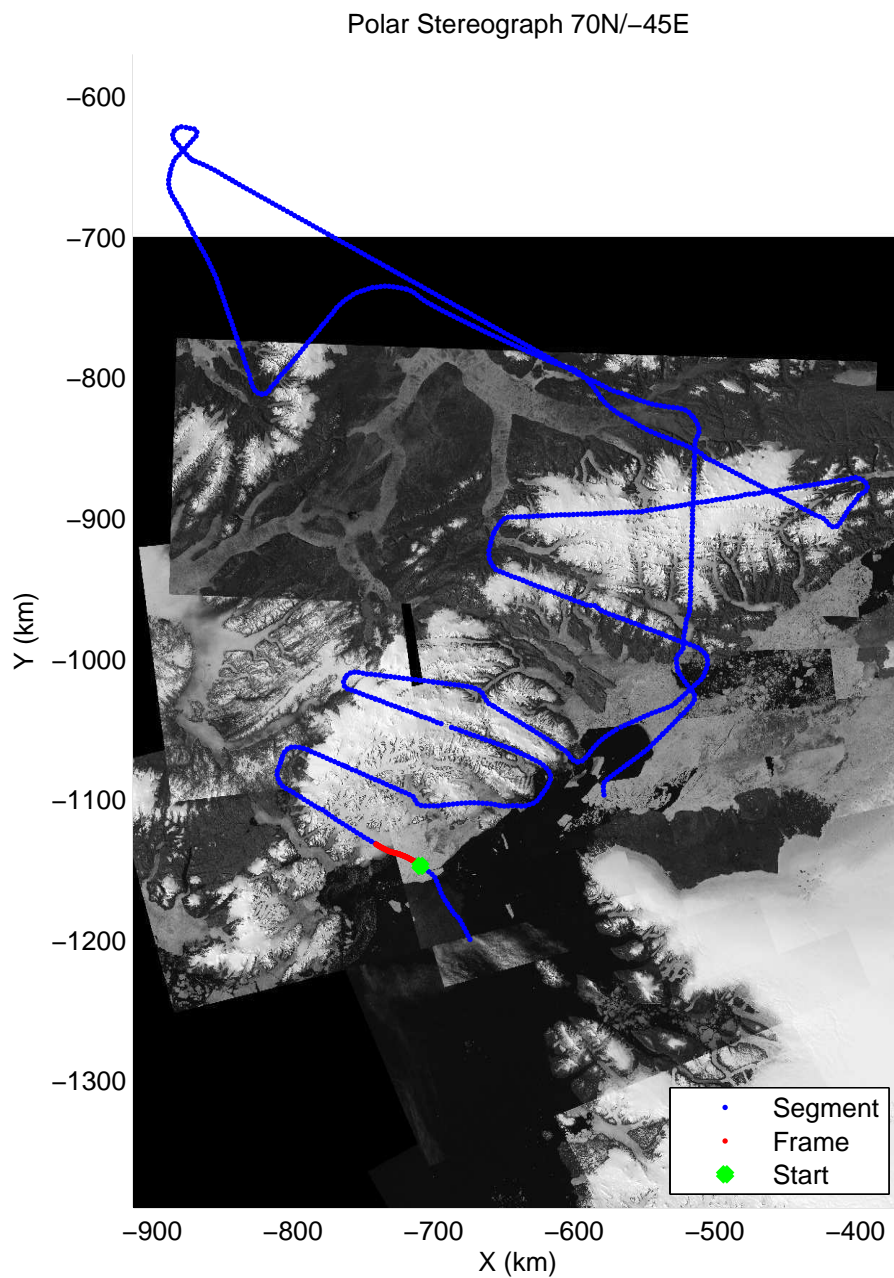 Polar Stereograph 70N/−45E
−600
−700
−800
−900
−1000
−1100
−1200
−1300
Y (km)
Segment
Frame
Start
−900 −800 −700 −600 −500 −400
X (km)